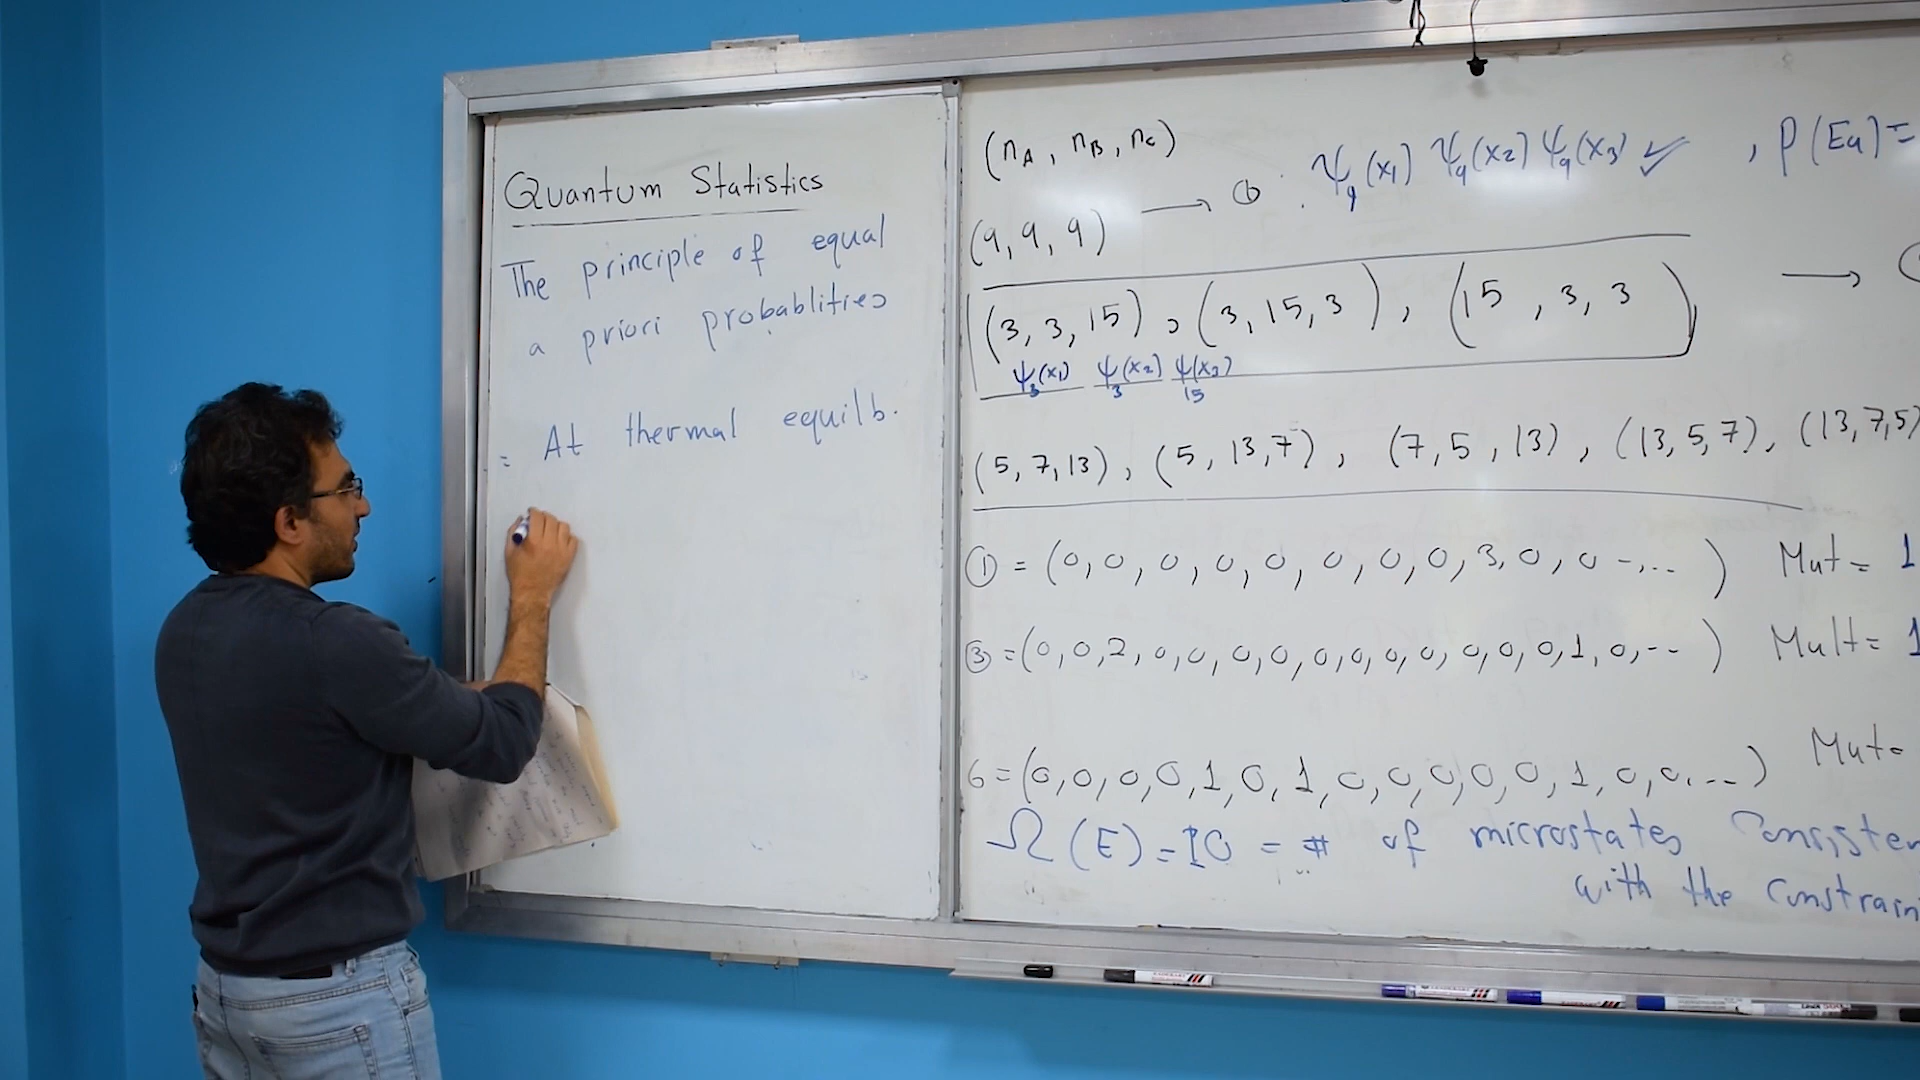 Quantum Statistics
The principle of equal
a priori probablities
= At thermal equilb.
(nA, nB, nC)
(9, 9, 9) → ① : ψ9(x1) ψ9(x2) ψ9(x3) ✓ , P(E9) =
(3, 3, 15), (3, 15, 3), (15, 3, 3) →
ψ3(x1) ψ3(x2) ψ15(x3)
(5, 7, 13), (5, 13, 7), (7, 5, 13), (13, 5, 7), (13, 7, 5)
① = (0, 0, 0, 0, 0, 0, 0, 0, 3, 0, 0 -,.. ) Mut = 1
③ = (0, 0, 2, 0, 0, 0, 0, 0, 0, 0, 0, 0, 0, 1, 0, -- ) Mult = 1
6 = (0, 0, 0, 0, 1, 0, 1, 0, 0, 0, 0, 0, 1, 0, 0, --) Mut =
Ω(E) = 10 = # of microstates Consisten
with the Constrain